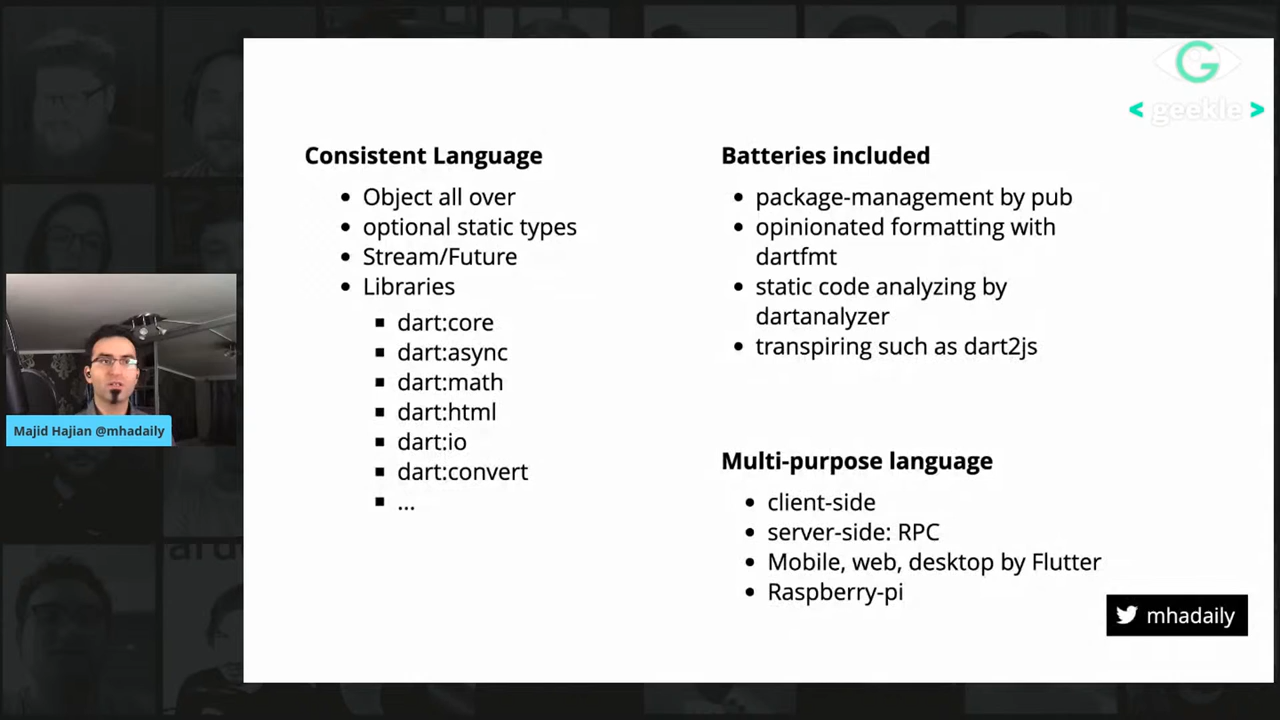 < geekle >
Consistent Language
Object all over
optional static types
Stream/Future
Libraries
dart:core
dart:async
dart:math
dart:html
dart:io
dart:convert
...
Batteries included
package-management by pub
opinionated formatting with
dartfmt
static code analyzing by
dartanalyzer
transpiring such as dart2js
Multi-purpose language
client-side
server-side: RPC
Mobile, web, desktop by Flutter
Raspberry-pi
mhadaily
Majid Hajian @mhadaily